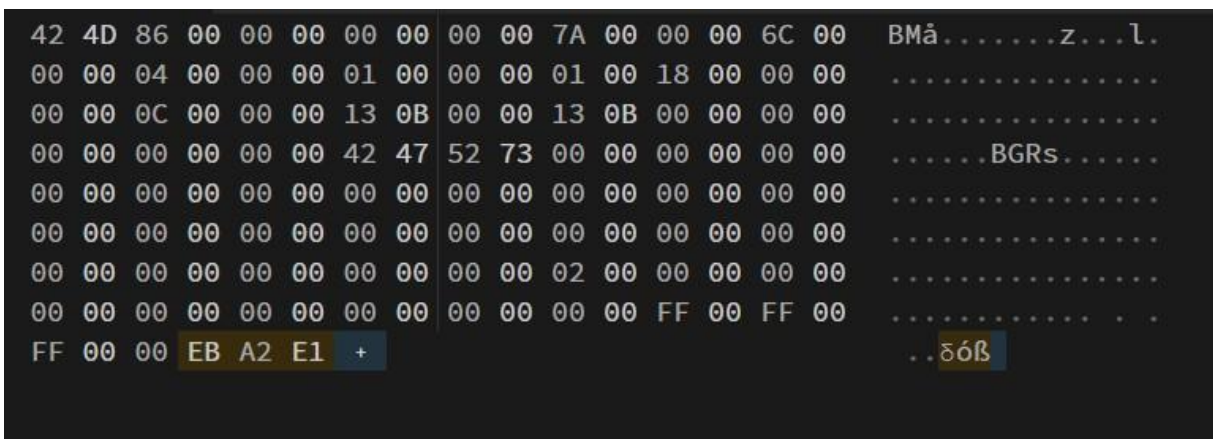 42 4D 86 00 00 00 00 00 00 00 7A 00 00 00 6C 00 BMå.......z...l.
00 00 04 00 00 00 01 00 00 00 01 00 18 00 00 00 ................
00 00 0C 00 00 00 13 0B 00 00 13 0B 00 00 00 00 ................
00 00 00 00 00 00 42 47 52 73 00 00 00 00 00 00 ......BGRs......
00 00 00 00 00 00 00 00 00 00 00 00 00 00 00 00 ................
00 00 00 00 00 00 00 00 00 00 00 00 00 00 00 00 ................
00 00 00 00 00 00 00 00 00 00 02 00 00 00 00 00 ................
00 00 00 00 00 00 00 00 00 00 00 00 FF 00 FF 00 ............ . .
FF 00 00 EB A2 E1 + ..δóß